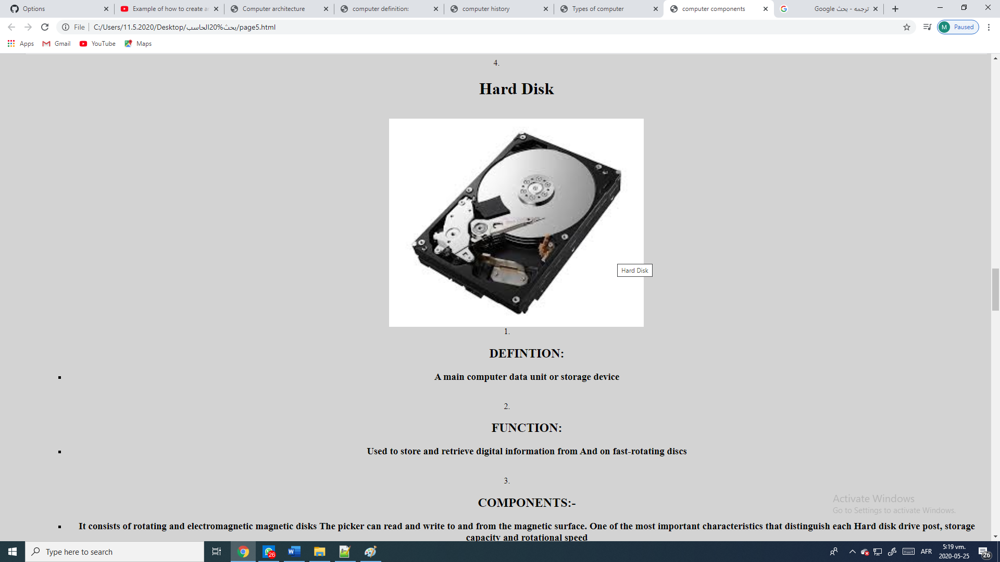 Options
Example of how to create a
Computer architecture
computer definition:
computer history
Types of computer
computer components
ترجمه - بحث Google
File
C:/Users/11.5.2020/Desktop/بحث%20الحاسب/page5.html
M
Paused
Apps
Gmail
YouTube
Maps
4.
Hard Disk
Hard Disk
1.
DEFINTION:
A main computer data unit or storage device
2.
FUNCTION:
Used to store and retrieve digital information from And on fast-rotating discs
3.
COMPONENTS:-
It consists of rotating and electromagnetic magnetic disks The picker can read and write to and from the magnetic surface. One of the most important characteristics that distinguish each Hard disk drive post, storage
capacity and rotational speed
Activate Windows
Go to Settings to activate Windows.
Type here to search
26
AFR
5:19 vm.
2020-05-25
26